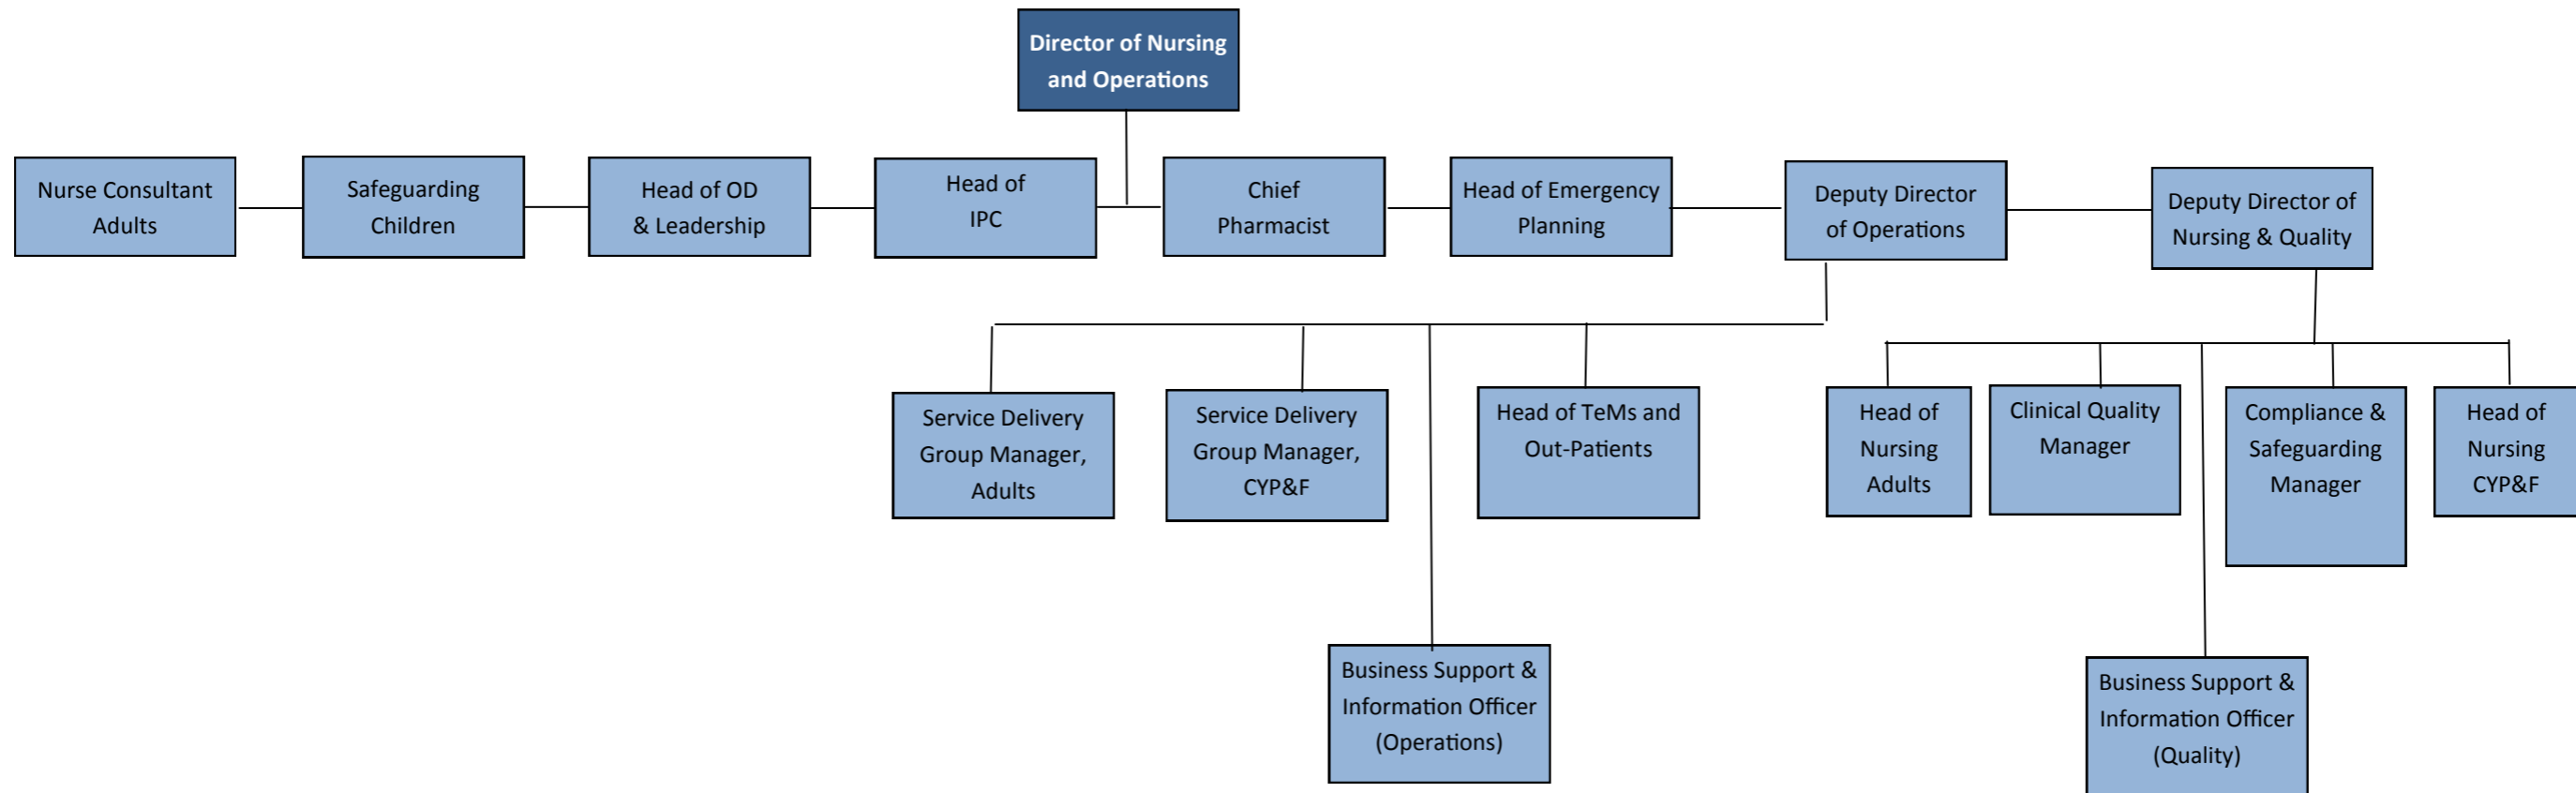 Director of Nursing
and Operations
Nurse Consultant
Adults
Safeguarding
Children
Head of OD
& Leadership
Head of
IPC
Chief
Pharmacist
Head of Emergency
Planning
Deputy Director
of Operations
Deputy Director of
Nursing & Quality
Service Delivery
Group Manager,
Adults
Service Delivery
Group Manager,
CYP&F
Head of TeMs and
Out-Patients
Head of
Nursing
Adults
Clinical Quality
Manager
Compliance &
Safeguarding
Manager
Head of
Nursing
CYP&F
Business Support &
Information Officer
(Operations)
Business Support &
Information Officer
(Quality)